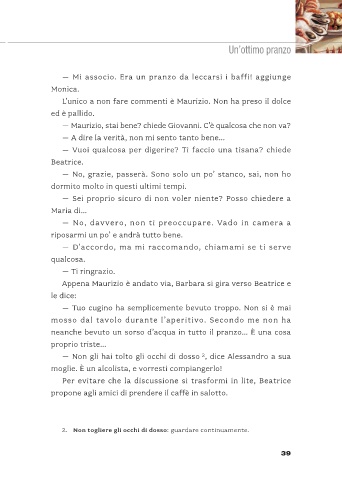 Un'ottimo pranzo
— Mi associo. Era un pranzo da leccarsi i baffi! aggiunge
Monica.
L'unico a non fare commenti è Maurizio. Non ha preso il dolce
ed è pallido.
— Maurizio, stai bene? chiede Giovanni. C'è qualcosa che non va?
— A dire la verità, non mi sento tanto bene...
— Vuoi qualcosa per digerire? Ti faccio una tisana? chiede
Beatrice.
— No, grazie, passerà. Sono solo un po' stanco, sai, non ho
dormito molto in questi ultimi tempi.
— Sei proprio sicuro di non voler niente? Posso chiedere a
Maria di...
— No, davvero, non ti preoccupare. Vado in camera a
riposarmi un po' e andrà tutto bene.
— D'accordo, ma mi raccomando, chiamami se ti serve
qualcosa.
— Ti ringrazio.
Appena Maurizio è andato via, Barbara si gira verso Beatrice e
le dice:
— Tuo cugino ha semplicemente bevuto troppo. Non si è mai
mosso dal tavolo durante l'aperitivo. Secondo me non ha
neanche bevuto un sorso d'acqua in tutto il pranzo... È una cosa
proprio triste...
— Non gli hai tolto gli occhi di dosso 2, dice Alessandro a sua
moglie. È un alcolista, e vorresti compiangerlo!
Per evitare che la discussione si trasformi in lite, Beatrice
propone agli amici di prendere il caffè in salotto.
2. Non togliere gli occhi di dosso: guardare continuamente.
39